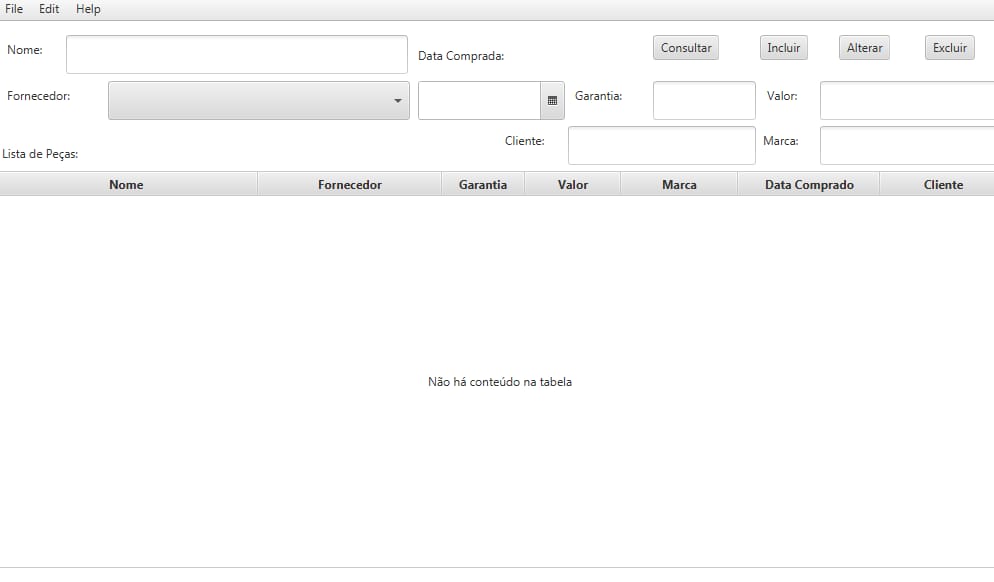 File Edit Help
Nome: Data Comprada: Consultar Incluir Alterar Excluir
Fornecedor: Garantia: Valor:
Cliente: Marca:
Lista de Peças:
Nome Fornecedor Garantia Valor Marca Data Comprado Cliente
Não há conteúdo na tabela